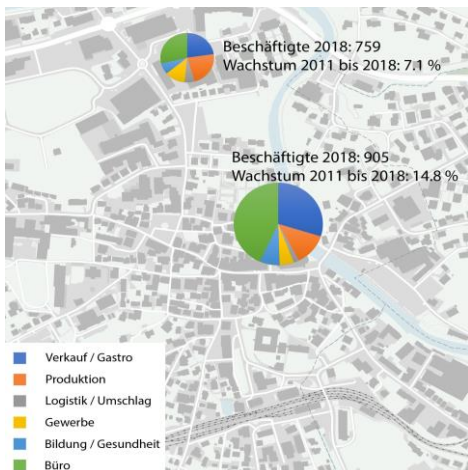 Beschäftigte 2018: 759
Wachstum 2011 bis 2018: 7.1 %
Beschäftigte 2018: 905
Wachstum 2011 bis 2018: 14.8 %
Verkauf / Gastro
Produktion
Logistik / Umschlag
Gewerbe
Bildung / Gesundheit
Büro